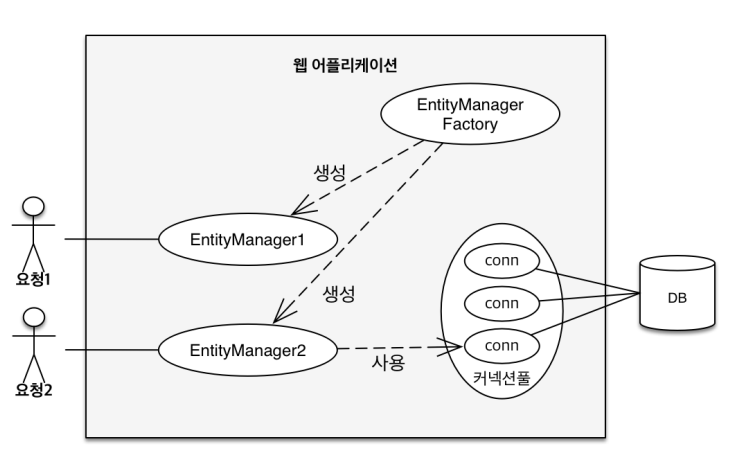 웹 어플리케이션
EntityManager
Factory
생성
요청1
EntityManager1
생성
요청2
EntityManager2
사용
conn
conn
conn
커넥션풀
DB